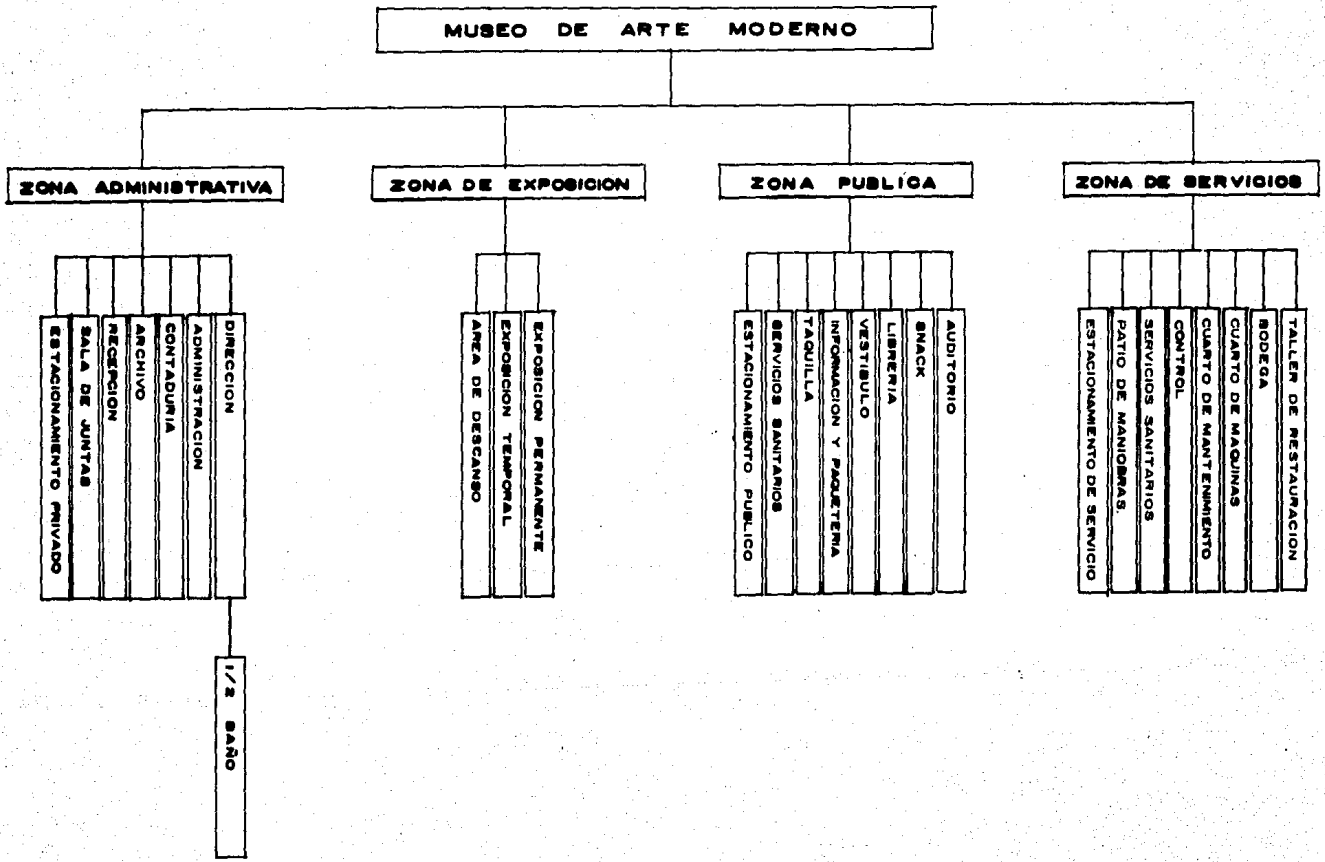 MUSEO DE ARTE MODERNO
ZONA ADMINISTRATIVA
ZONA DE EXPOSICION
ZONA PUBLICA
ZONA DE SERVICIOS
ESTACIONAMIENTO PRIVADO
SALA DE JUNTAS
RECEPCION
ARCHIVO
CONTADURIA
ADMINISTRACION
DIRECCION
AREA DE DESCANSO
EXPOSICION TEMPORAL
EXPOSICION PERMANENTE
ESTACIONAMIENTO PUBLICO
SERVICIOS SANITARIOS
TAQUILLA
INFORMACION Y PAQUETERIA
VESTIBULO
LIBRERIA
SNACK
AUDITORIO
ESTACIONAMIENTO DE SERVICIO
PATIO DE MANIOBRAS.
SERVICIOS SANITARIOS
CONTROL
CUARTO DE MANTENIMIENTO
CUARTO DE MAQUINAS
BODEGA
TALLER DE RESTAURACION
1/2 BAÑO